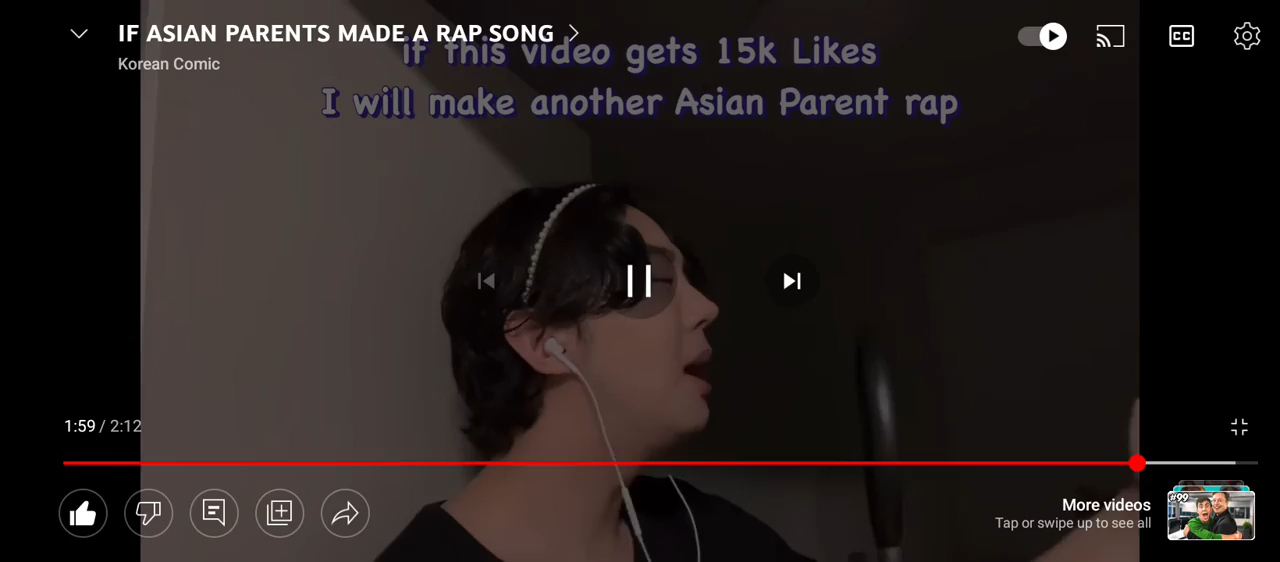 IF ASIAN PARENTS MADE A RAP SONG
Korean Comic
CC
if this video gets 15k Likes
I will make another Asian Parent rap
1:59 / 2:12
More videos
Tap or swipe up to see all
#99